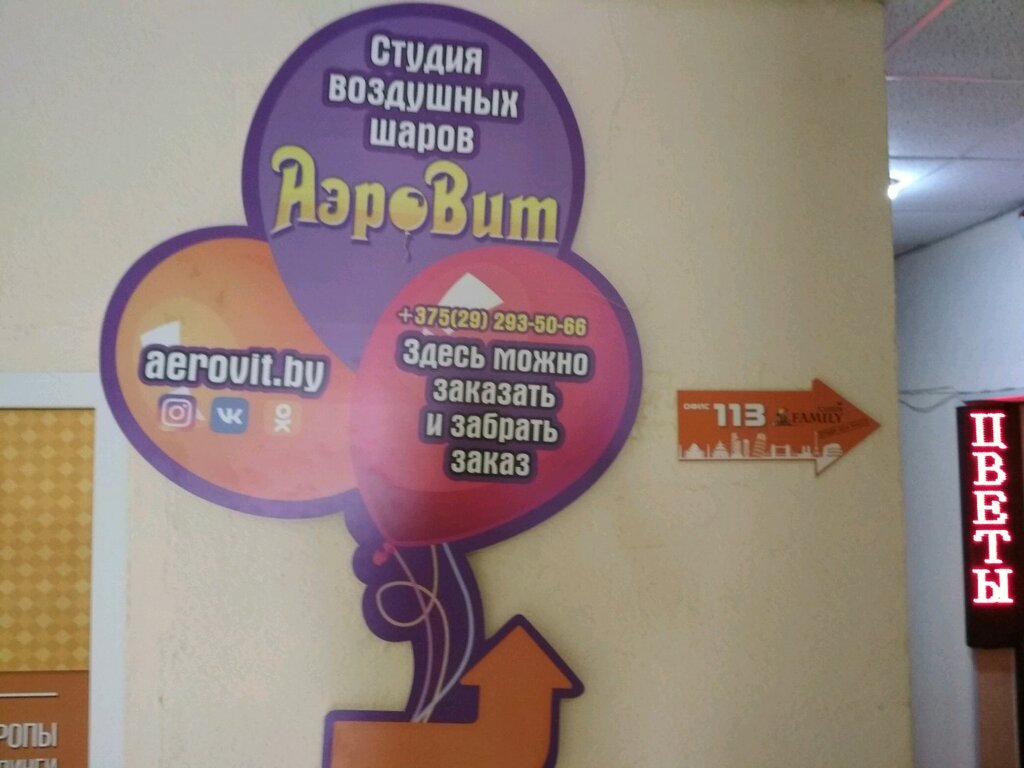 Студия
воздушных
шаров
АэроВит
aerovit.by
+375(29) 293-50-66
Здесь можно
заказать
и забрать
заказ
офис 113 FAMILY
ЦВЕТЫ
РОПЫ